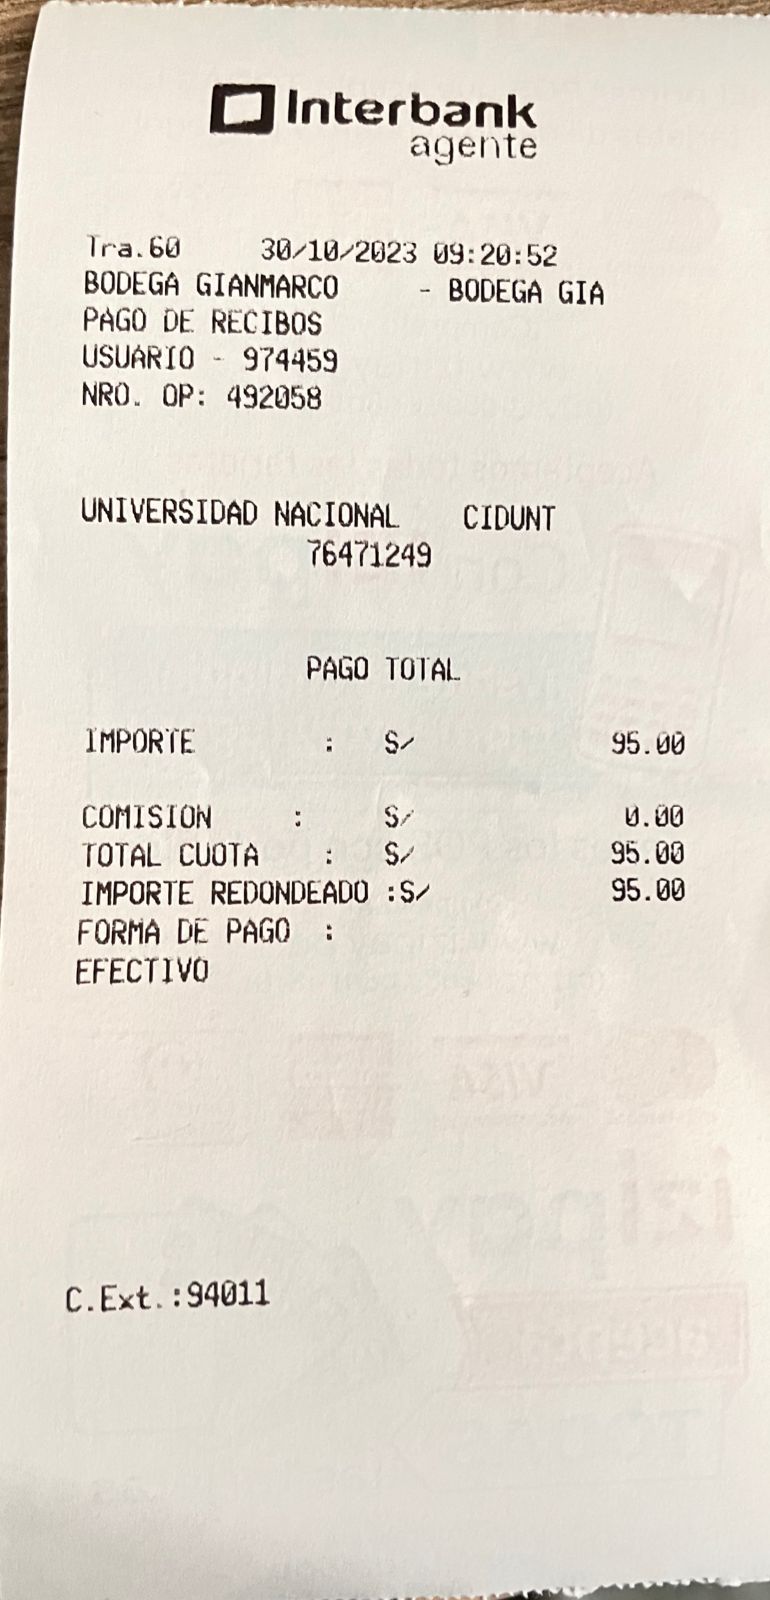 Interbank
agente
Tra.60 30/10/2023 09:20:52
BODEGA GIANMARCO - BODEGA GIA
PAGO DE RECIBOS
USUARIO - 974459
NRO. OP: 492058
UNIVERSIDAD NACIONAL CIDUNT
76471249
PAGO TOTAL
IMPORTE : S/ 95.00
COMISION : S/ 0.00
TOTAL CUOTA : S/ 95.00
IMPORTE REDONDEADO :S/ 95.00
FORMA DE PAGO :
EFECTIVO
C.Ext.:94011